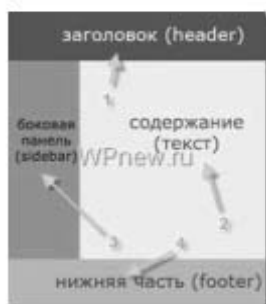 заголовок (header)
1
боковая
панель
(sidebar)
содержание
(текст)
WPnew.ru
2
3
4
нижняя часть (footer)